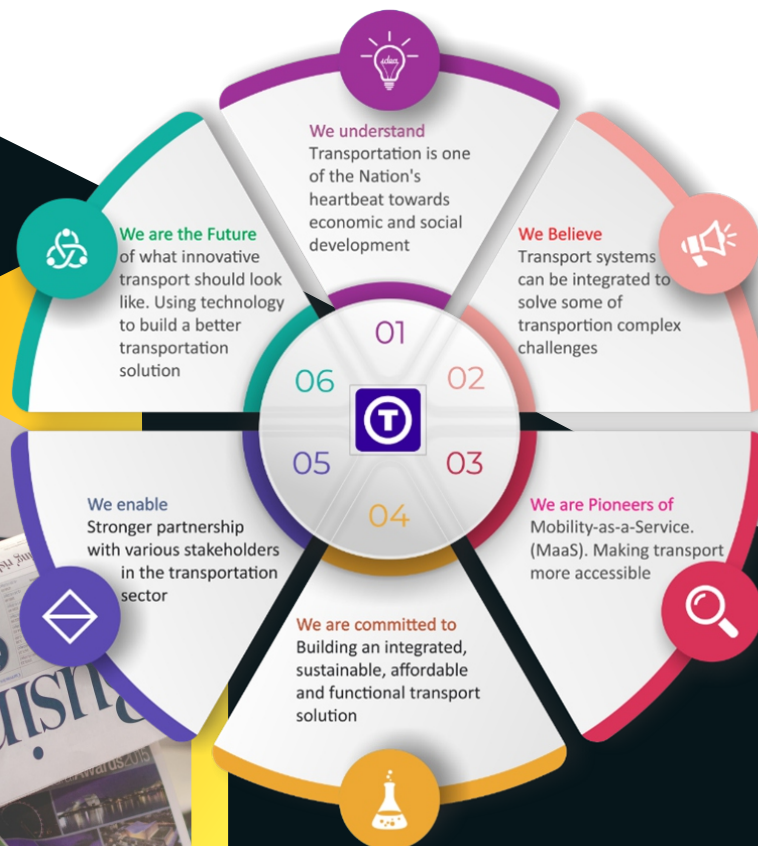 idea
We understand
Transportation is one
of the Nation's
heartbeat towards
economic and social
development
We Believe
Transport systems
can be integrated to
solve some of
transportion complex
challenges
We are Pioneers of
Mobility-as-a-Service.
(MaaS). Making transport
more accessible
We are committed to
Building an integrated,
sustainable, affordable
and functional transport
solution
We enable
Stronger partnership
with various stakeholders
in the transportation
sector
We are the Future
of what innovative
transport should look
like. Using technology
to build a better
transportation
solution
01
02
03
04
05
06
T
Awards2015